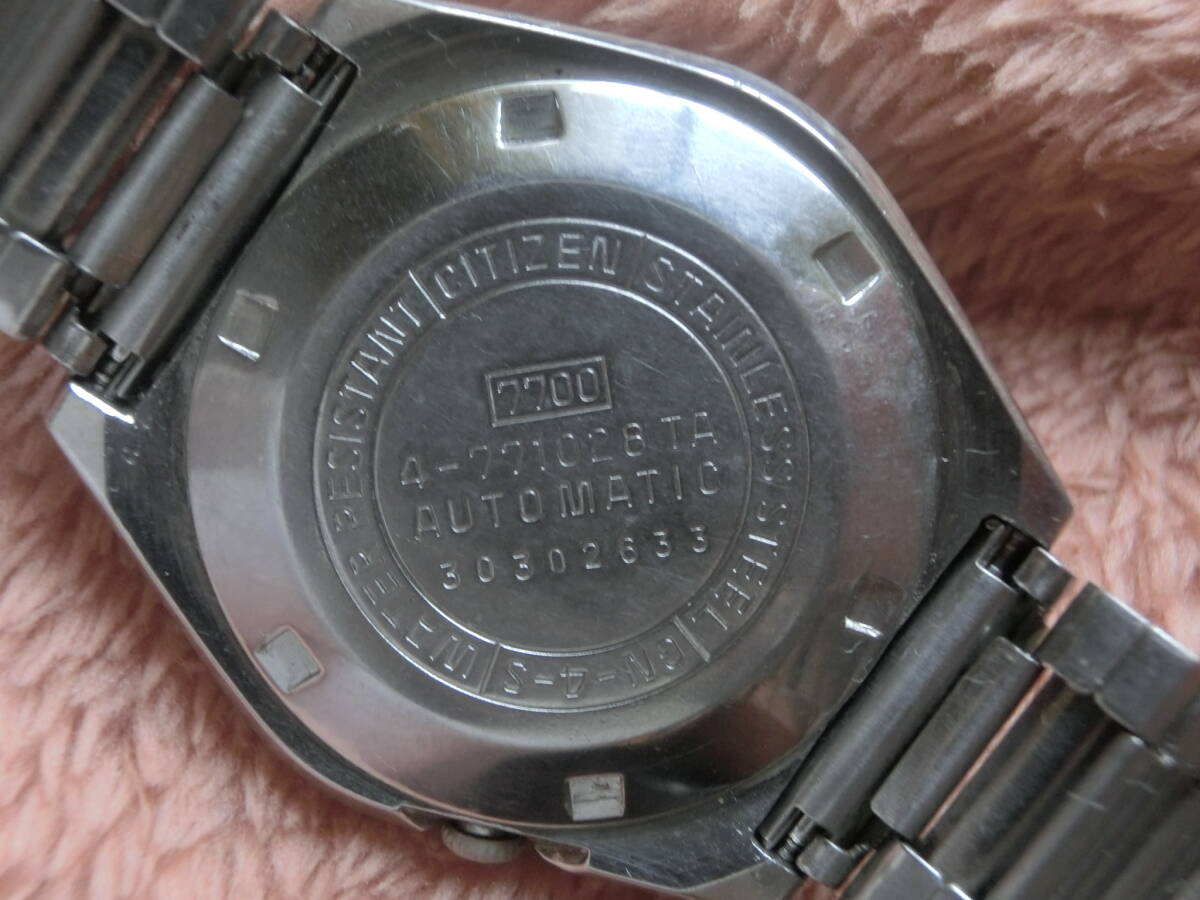 CITIZEN
STAINLESS STEEL
GN-4-S
WATER RESISTANT
7700
4-771028 TA
AUTOMATIC
30302633